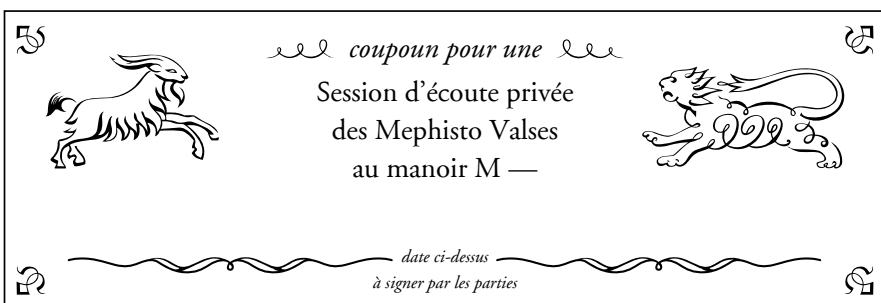 coupoun pour une
Session d’écoute privée
des Mephisto Valses
au manoir M —
date ci-dessus
à signer par les parties